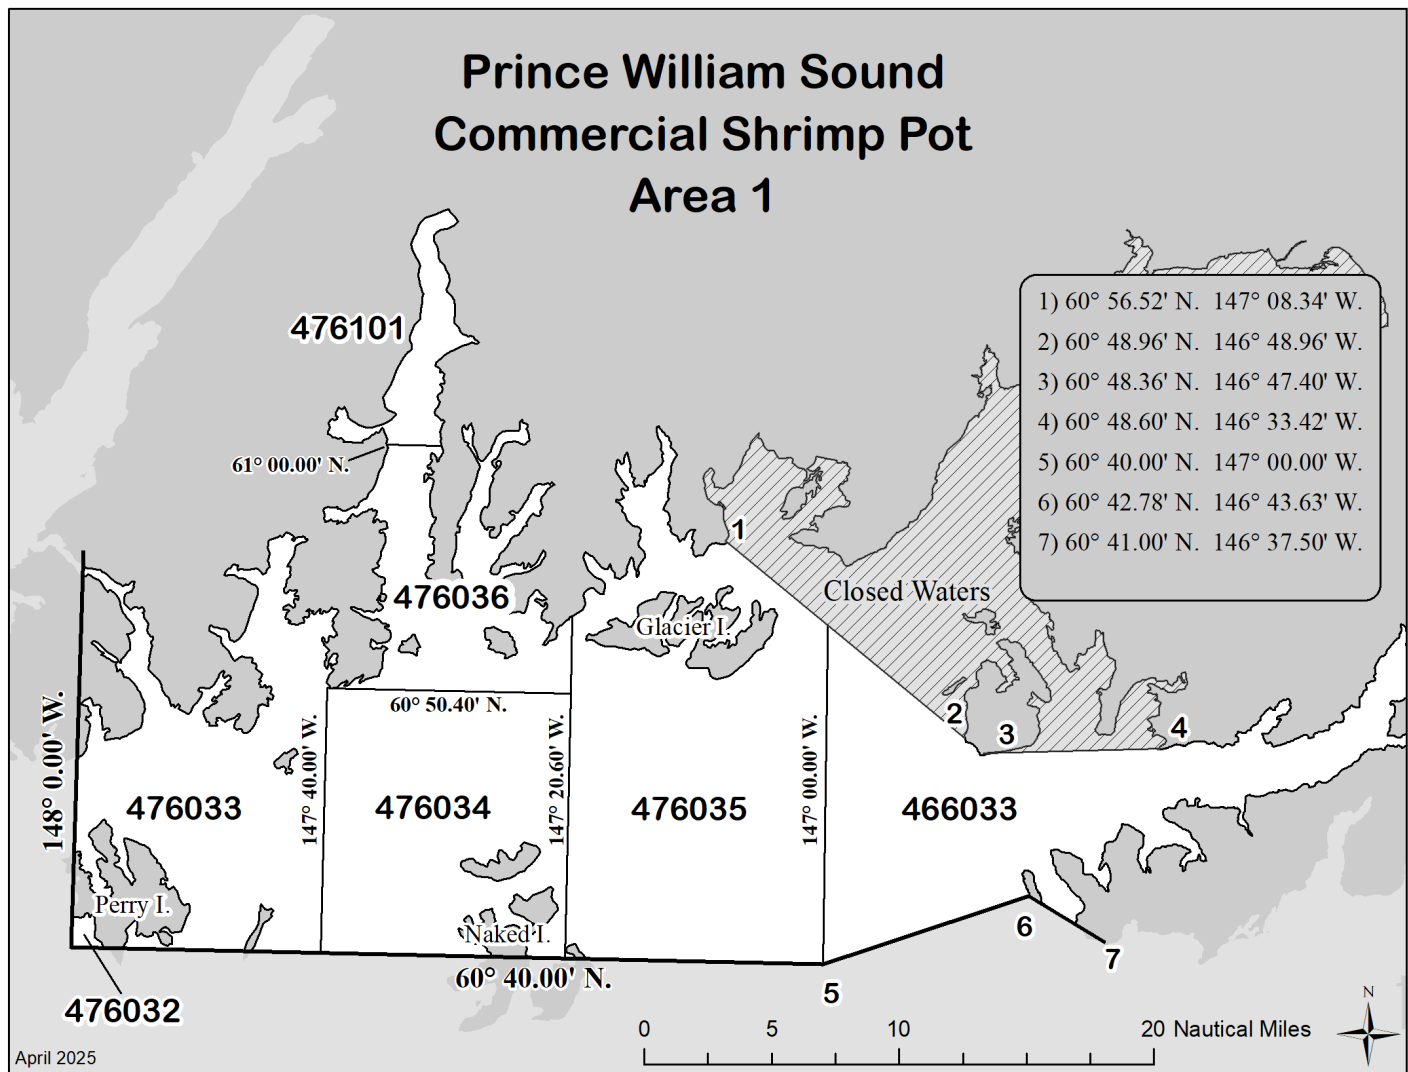 Prince William Sound
Commercial Shrimp Pot
Area 1
1) 60° 56.52' N. 147° 08.34' W.
2) 60° 48.96' N. 146° 48.96' W.
3) 60° 48.36' N. 146° 47.40' W.
4) 60° 48.60' N. 146° 33.42' W.
5) 60° 40.00' N. 147° 00.00' W.
6) 60° 42.78' N. 146° 43.63' W.
7) 60° 41.00' N. 146° 37.50' W.
476101
61° 00.00' N.
1
476036
Closed Waters
Glacier I.
60° 50.40' N.
2
3
4
148° 0.00' W.
147° 40.00' W.
147° 20.60' W.
147° 00.00' W.
476033
476034
476035
466033
Perry I.
Naked I.
6
7
60° 40.00' N.
5
476032
N
0 5 10 20 Nautical Miles
April 2025